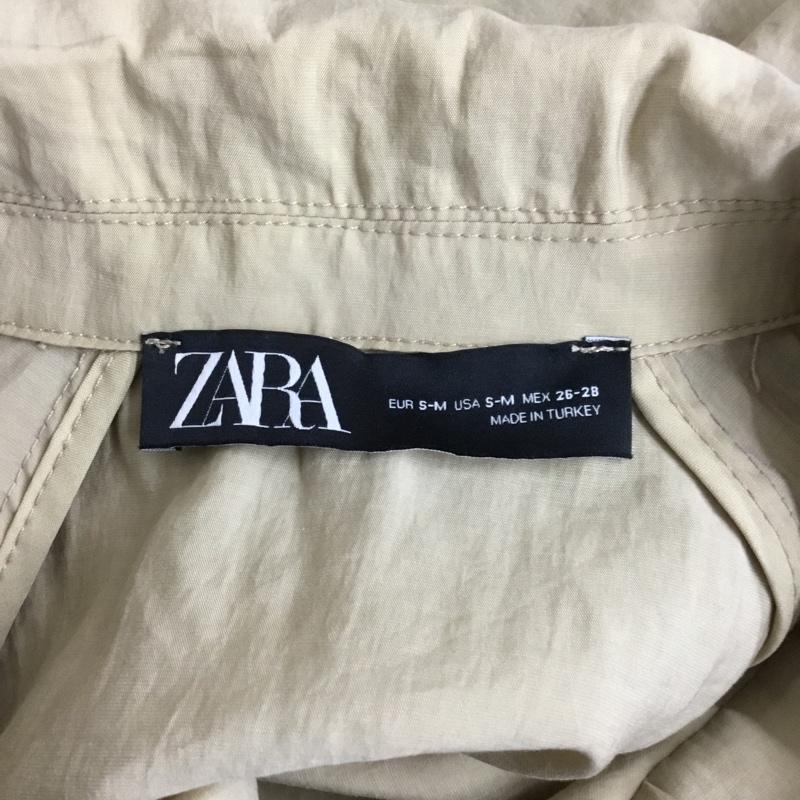 ZARA
EUR S-M USA S-M MEX 26-28
MADE IN TURKEY